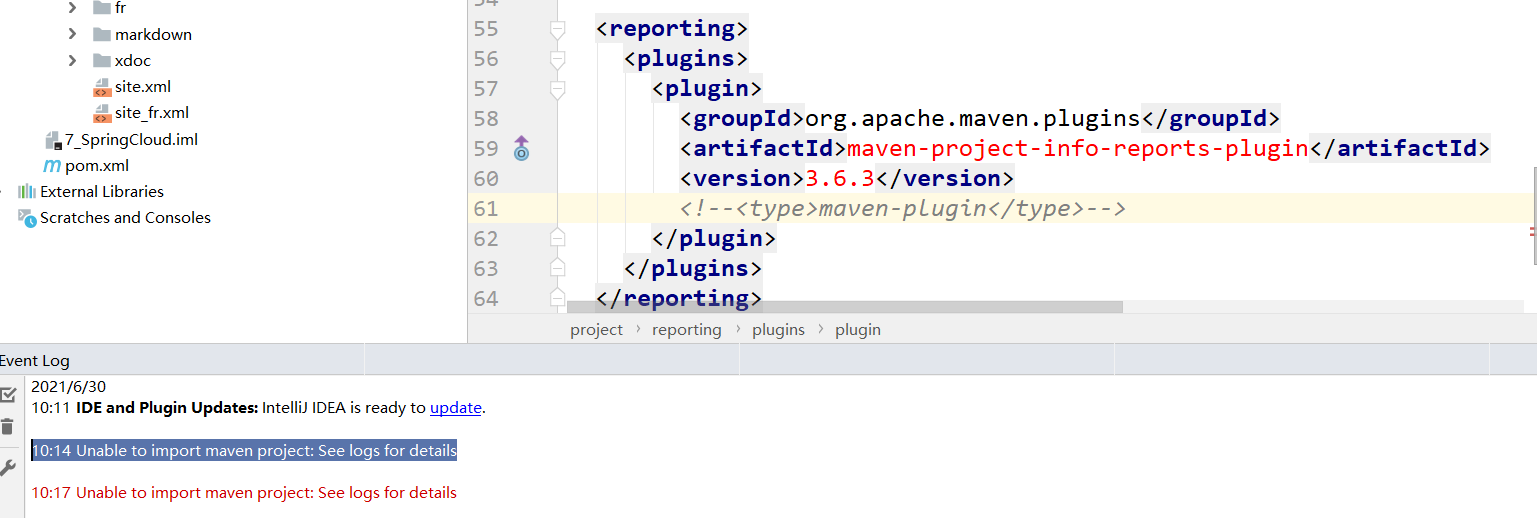 fr
markdown
xdoc
site.xml
site_fr.xml
7_SpringCloud.iml
pom.xml
External Libraries
Scratches and Consoles
54
55 <reporting>
56 <plugins>
57 <plugin>
58 <groupId>org.apache.maven.plugins</groupId>
59 <artifactId>maven-project-info-reports-plugin</artifactId>
60 <version>3.6.3</version>
61 <!--<type>maven-plugin</type>-->
62 </plugin>
63 </plugins>
64 </reporting>
project › reporting › plugins › plugin
Event Log
2021/6/30
10:11 IDE and Plugin Updates: IntelliJ IDEA is ready to update.
10:14 Unable to import maven project: See logs for details
10:17 Unable to import maven project: See logs for details